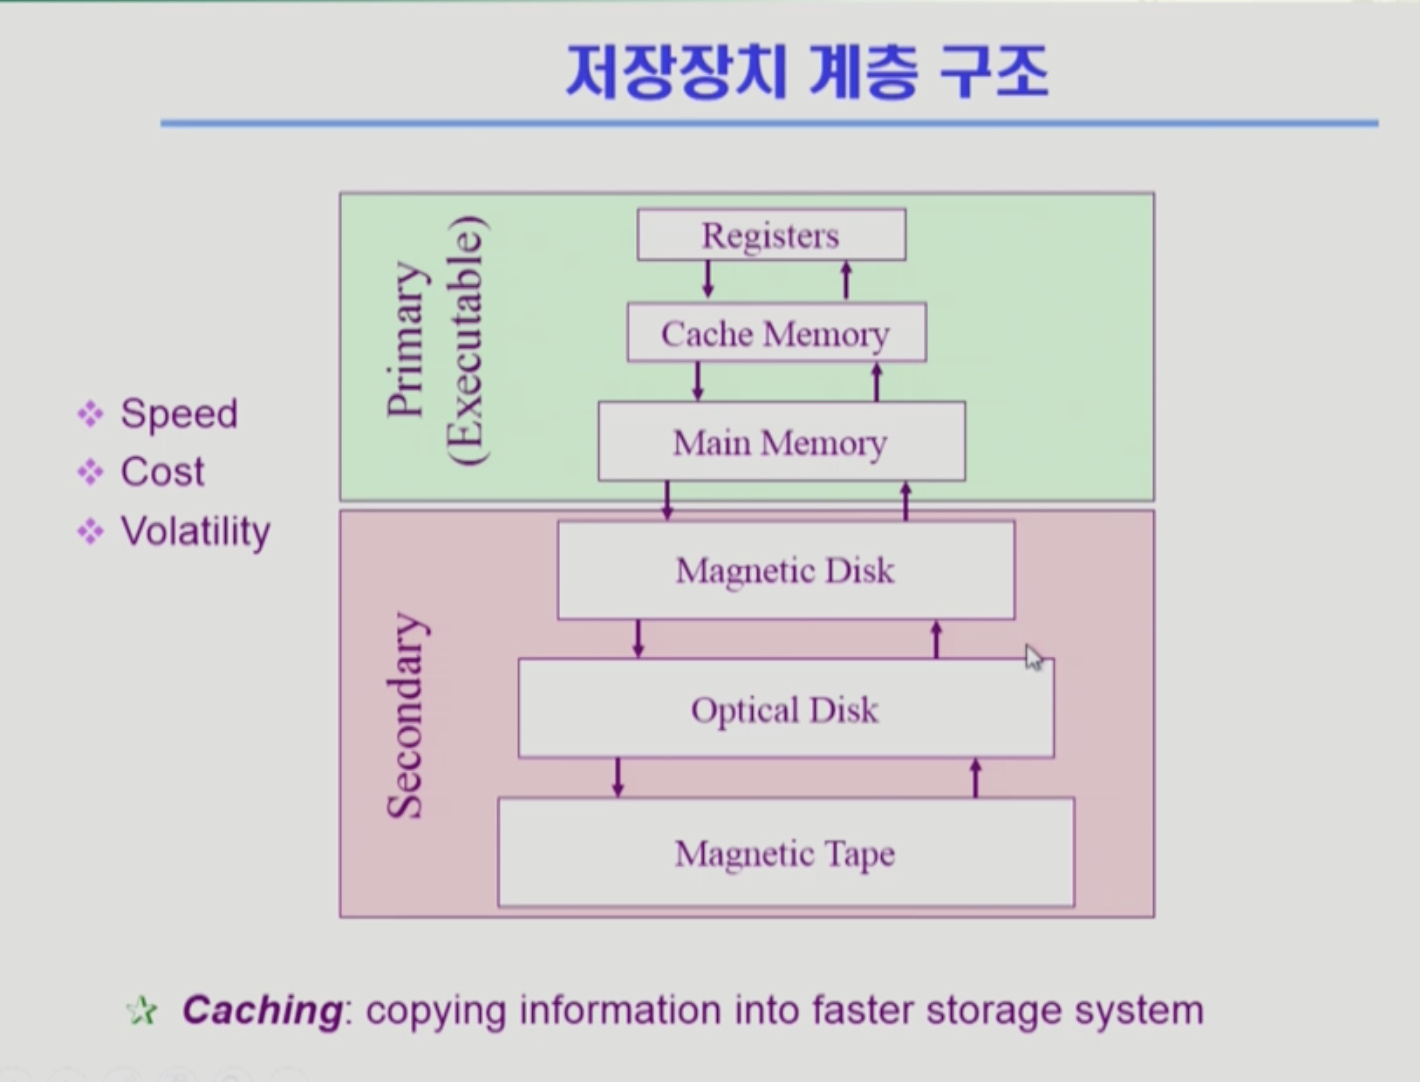 저장장치 계층 구조
Speed
Cost
Volatility
Primary
(Executable)
Registers
Cache Memory
Main Memory
Secondary
Magnetic Disk
Optical Disk
Magnetic Tape
Caching: copying information into faster storage system